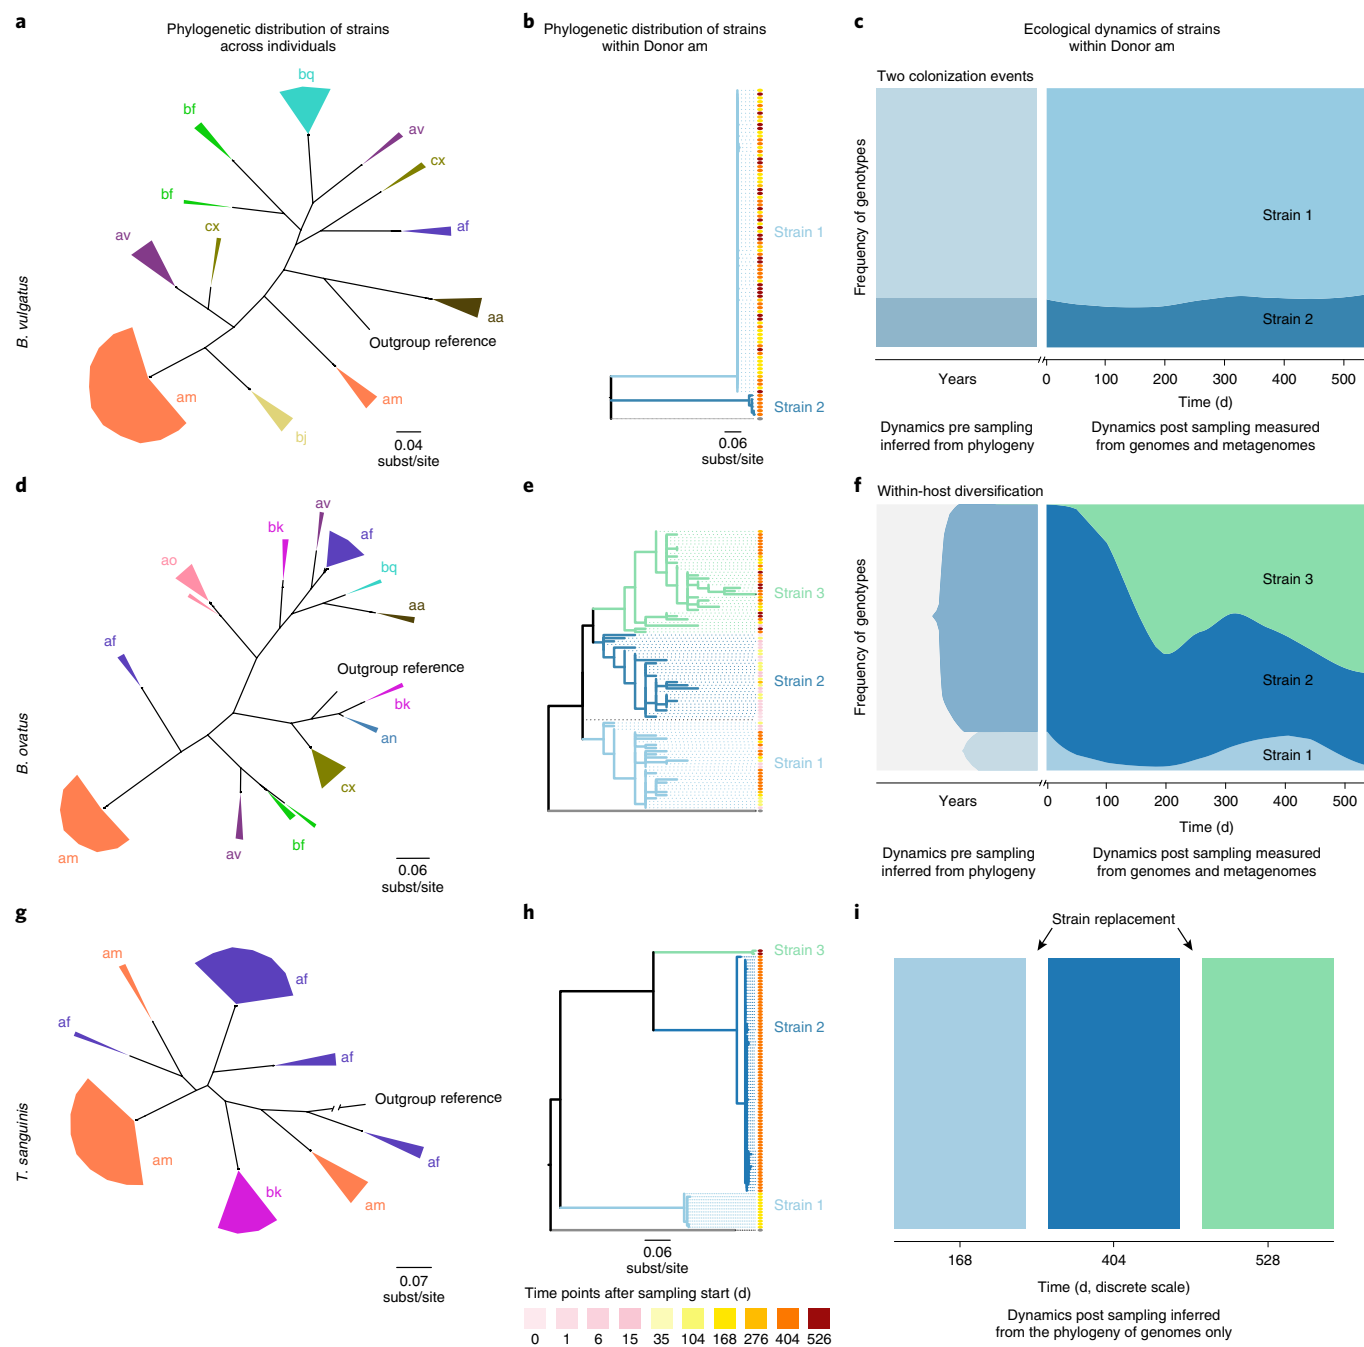 a
Phylogenetic distribution of strains
across individuals
B. vulgatus
bq
bf
av
cx
bf
cx
af
av
aa
Outgroup reference
am
am
bj
0.04
subst/site
b
Phylogenetic distribution of strains
within Donor am
Strain 1
Strain 2
0.06
subst/site
c
Ecological dynamics of strains
within Donor am
Two colonization events
Frequency of genotypes
Strain 1
Strain 2
Years
0 100 200 300 400 500
Time (d)
Dynamics pre sampling
inferred from phylogeny
Dynamics post sampling measured
from genomes and metagenomes
d
B. ovatus
av
bk
af
ao
bq
aa
af
Outgroup reference
bk
an
cx
bf
av
am
0.06
subst/site
e
Strain 3
Strain 2
Strain 1
f
Within-host diversification
Frequency of genotypes
Strain 3
Strain 2
Strain 1
Years
0 100 200 300 400 500
Time (d)
Dynamics pre sampling
inferred from phylogeny
Dynamics post sampling measured
from genomes and metagenomes
g
T. sanguinis
am
af
af
af
Outgroup reference
am
af
bk
am
0.07
subst/site
h
Strain 3
Strain 2
Strain 1
0.06
subst/site
Time points after sampling start (d)
0 1 6 15 35 104 168 276 404 526
i
Strain replacement
168 404 528
Time (d, discrete scale)
Dynamics post sampling inferred
from the phylogeny of genomes only